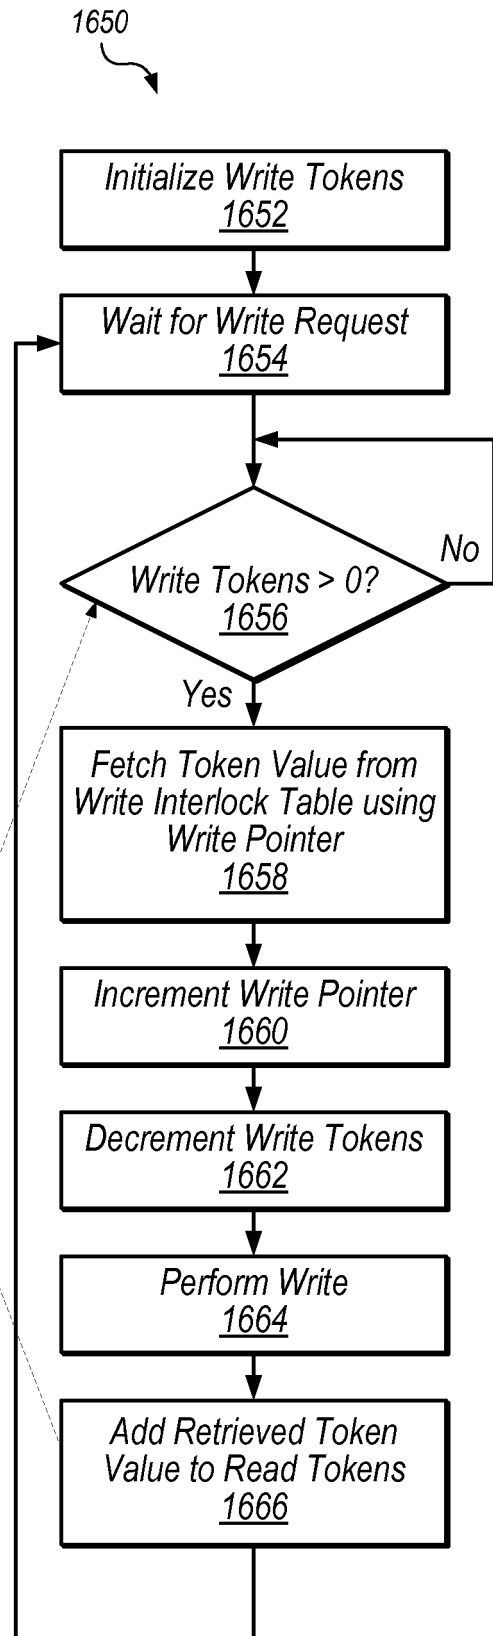 1650
Initialize Write Tokens
1652
Wait for Write Request
1654
Write Tokens > 0?
1656
No
Yes
Fetch Token Value from
Write Interlock Table using
Write Pointer
1658
Increment Write Pointer
1660
Decrement Write Tokens
1662
Perform Write
1664
Add Retrieved Token
Value to Read Tokens
1666